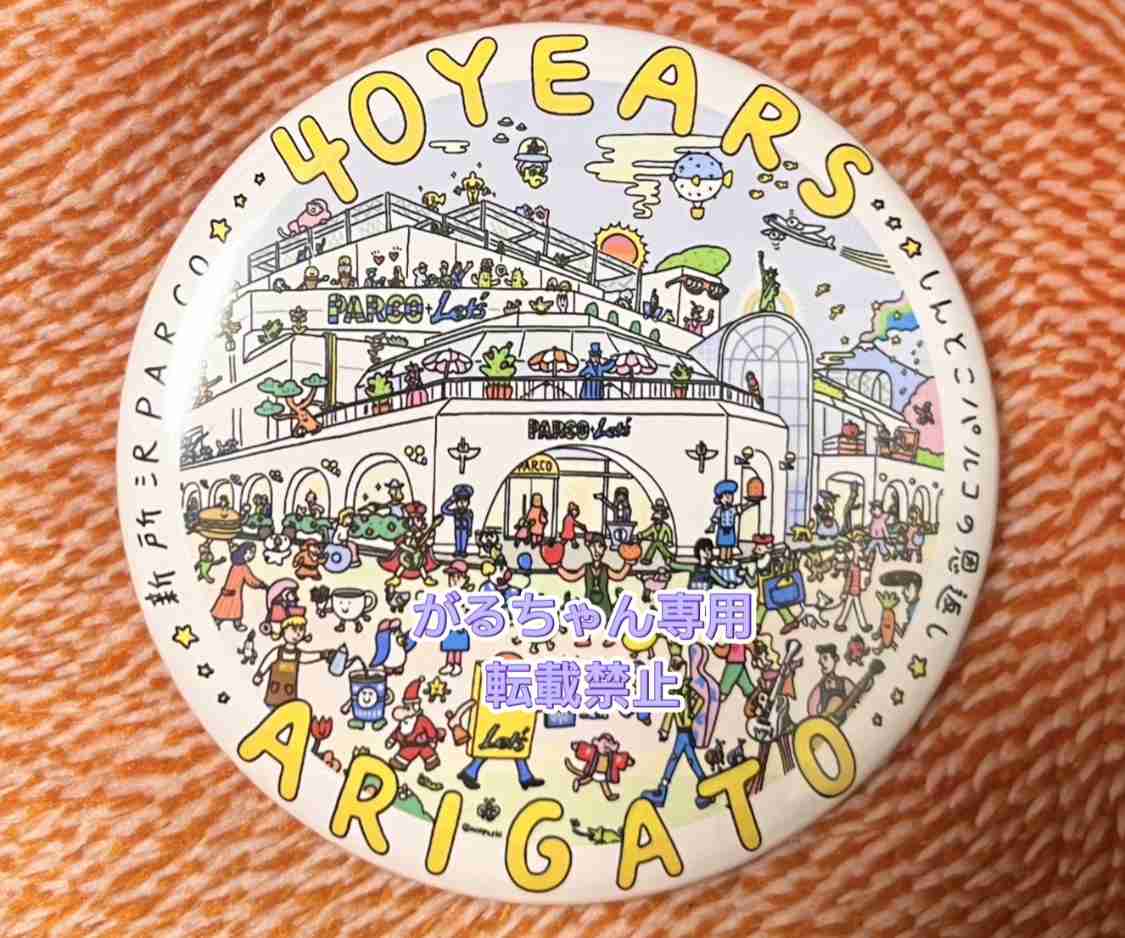 40YEARS
新所沢PARCO
しんとこパルコの恩返し
PARCO Let's
PARCO Let's
PARCO
がるちゃん専用
転載禁止
Let's
ARIGATO